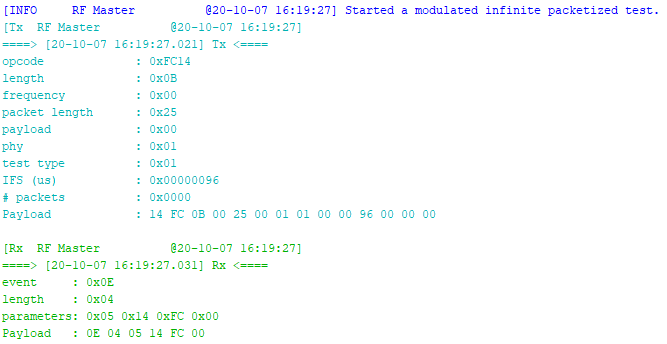 [INFO     RF Master          @20-10-07 16:19:27] Started a modulated infinite packetized test.
[Tx  RF Master          @20-10-07 16:19:27]
====> [20-10-07 16:19:27.021] Tx <====
opcode             : 0xFC14
length             : 0x0B
frequency          : 0x00
packet length      : 0x25
payload            : 0x00
phy                : 0x01
test type          : 0x01
IFS (us)           : 0x00000096
# packets          : 0x0000
Payload            : 14 FC 0B 00 25 00 01 01 00 00 96 00 00 00
[Rx  RF Master          @20-10-07 16:19:27]
====> [20-10-07 16:19:27.031] Rx <====
event     : 0x0E
length    : 0x04
parameters: 0x05 0x14 0xFC 0x00
Payload   : 0E 04 05 14 FC 00